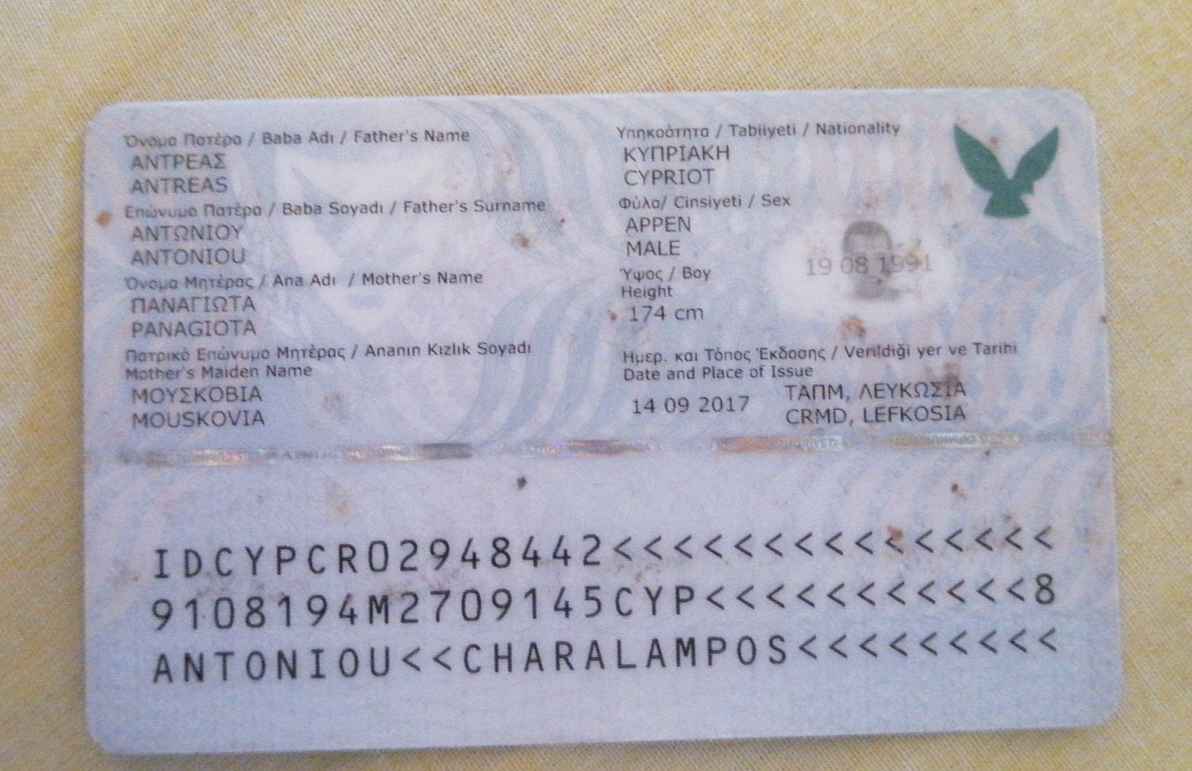 Όνομα Πατέρα / Baba Adı / Father's Name
ΑΝΤΡΕΑΣ
ANTREAS
Επώνυμο Πατέρα / Baba Soyadı / Father's Surname
ΑΝΤΩΝΙΟΥ
ANTONIOU
Όνομα Μητέρας / Ana Adı / Mother's Name
ΠΑΝΑΓΙΩΤΑ
PANAGIOTA
Πατρικό Επώνυμο Μητέρας / Ananın Kızlık Soyadı
Mother's Maiden Name
ΜΟΥΣΚΟΒΙΑ
MOUSKOVIA
Υπηκοότητα / Tabiiyeti / Nationality
ΚΥΠΡΙΑΚΗ
CYPRIOT
Φύλο/ Cinsiyeti / Sex
ΑΡΡΕΝ
MALE
Ύψος / Boy
Height
174 cm
19 08 1991
Ημερ. και Τόπος Έκδοσης / Verildiği yer ve Tarihi
Date and Place of Issue
14 09 2017
ΤΑΠΜ, ΛΕΥΚΩΣΙΑ
CRMD, LEFKOSIA
IDCYPCR02948442<<<<<<<<<<<<<<<
9108194M2709145CYP<<<<<<<<<<<8
ANTONIOU<<CHARALAMPOS<<<<<<<<<